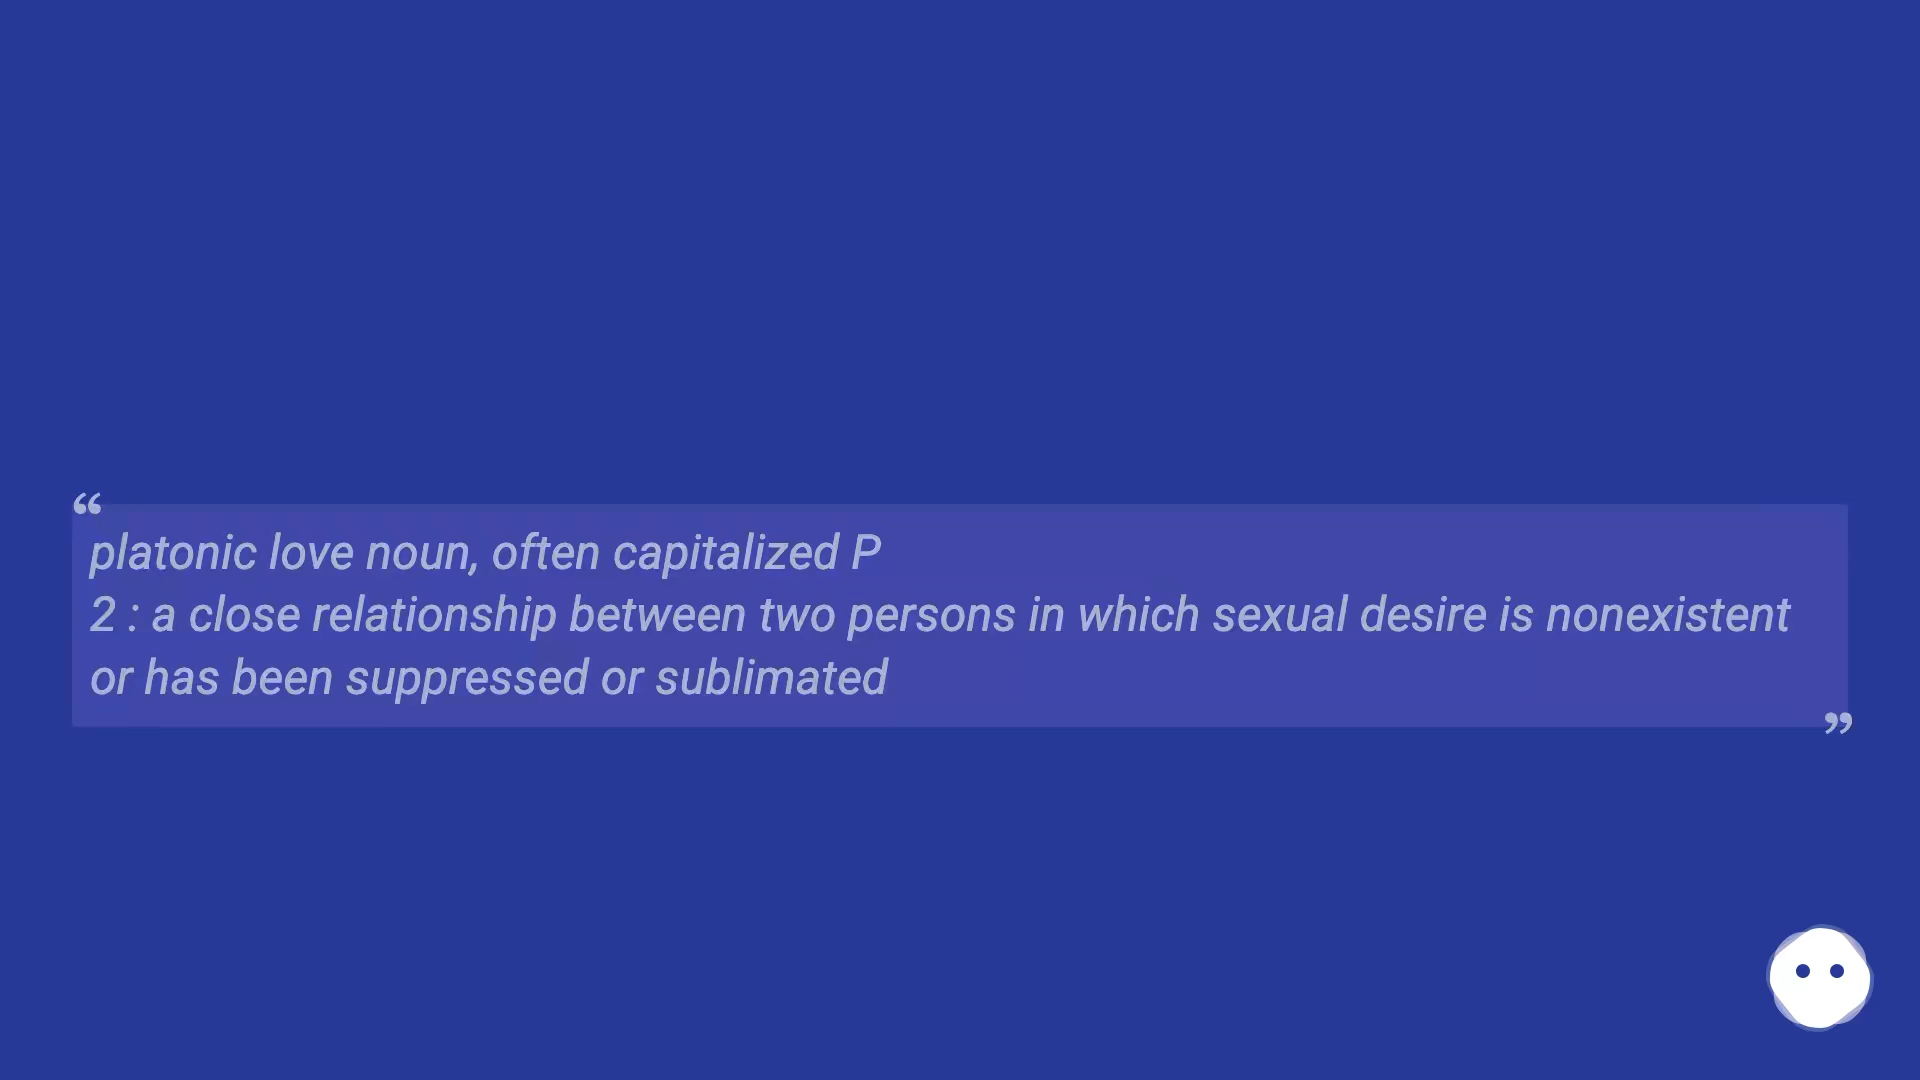 “
platonic love noun, often capitalized P
2 : a close relationship between two persons in which sexual desire is nonexistent
or has been suppressed or sublimated
”